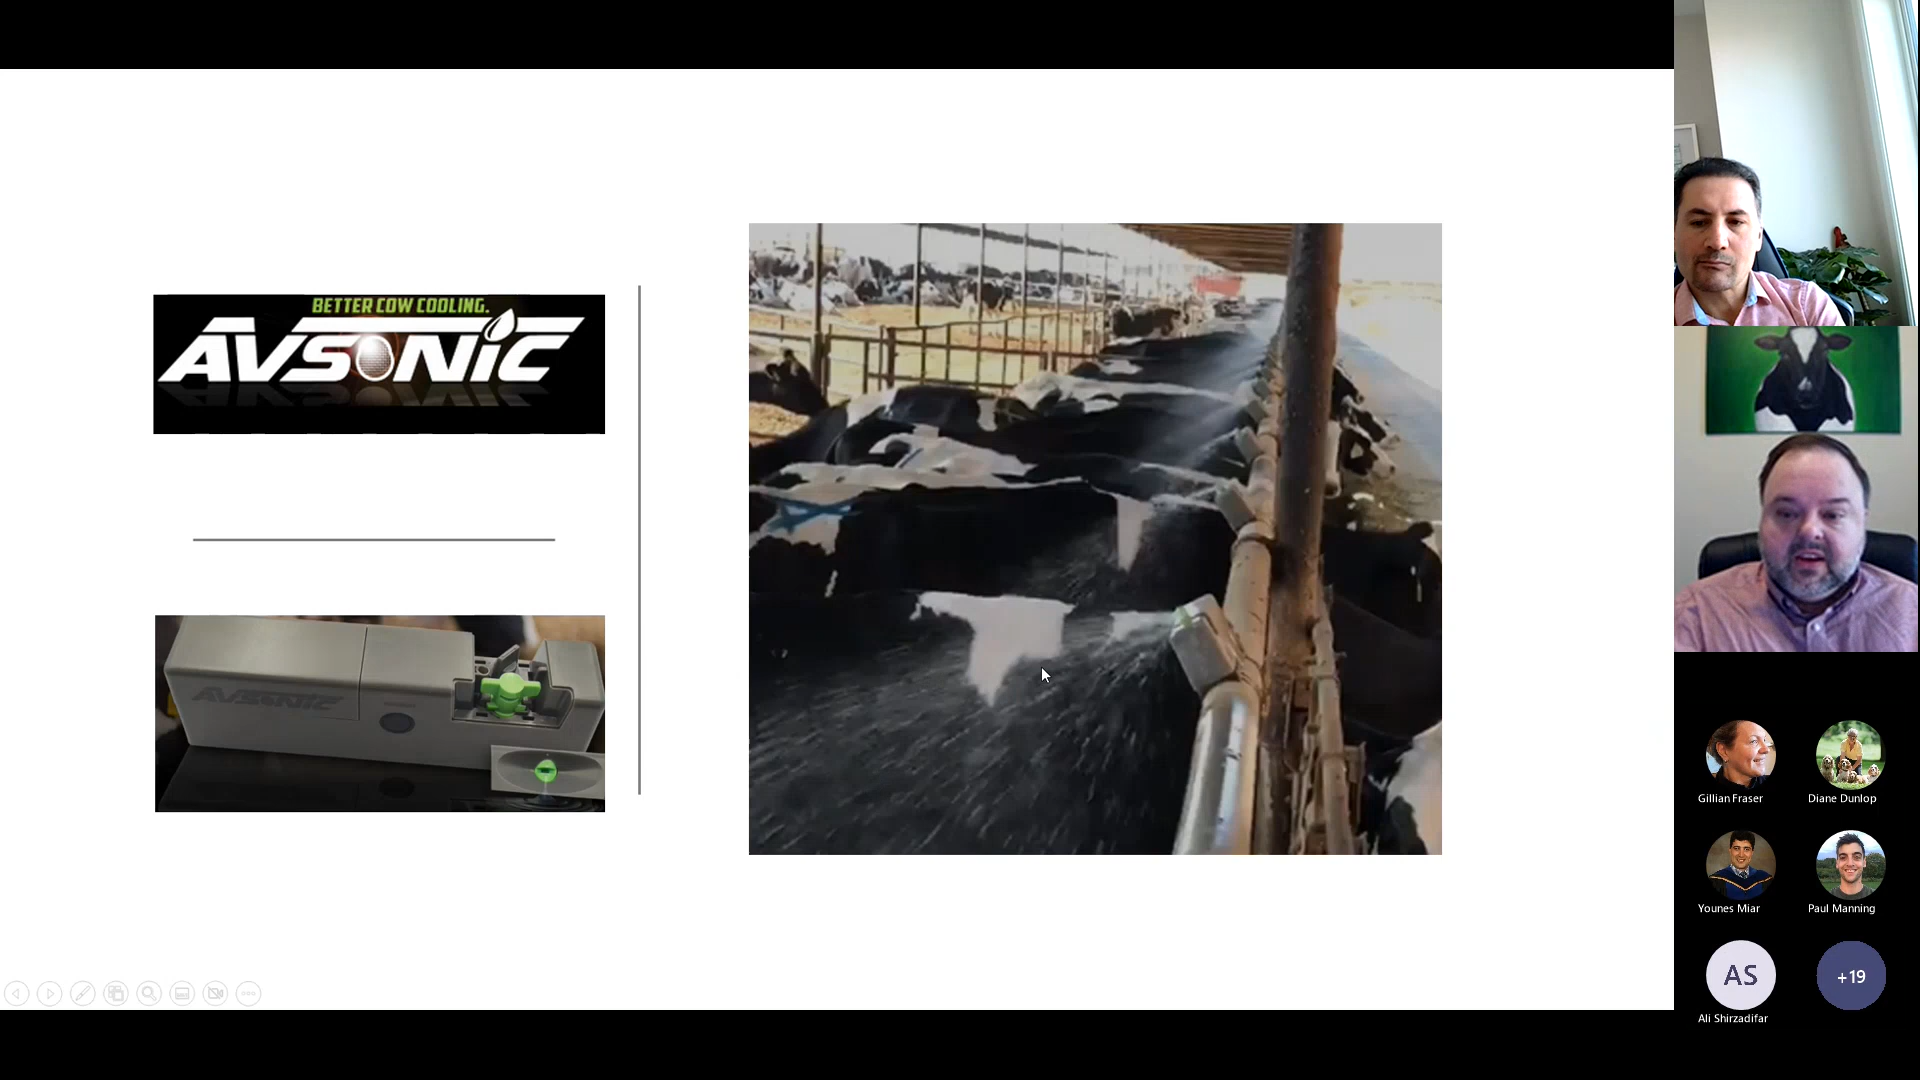 BETTER COW COOLING.
AVSONIC
AVSONIC
Gillian Fraser
Diane Dunlop
Younes Miar
Paul Manning
AS
+19
Ali Shirzadifar